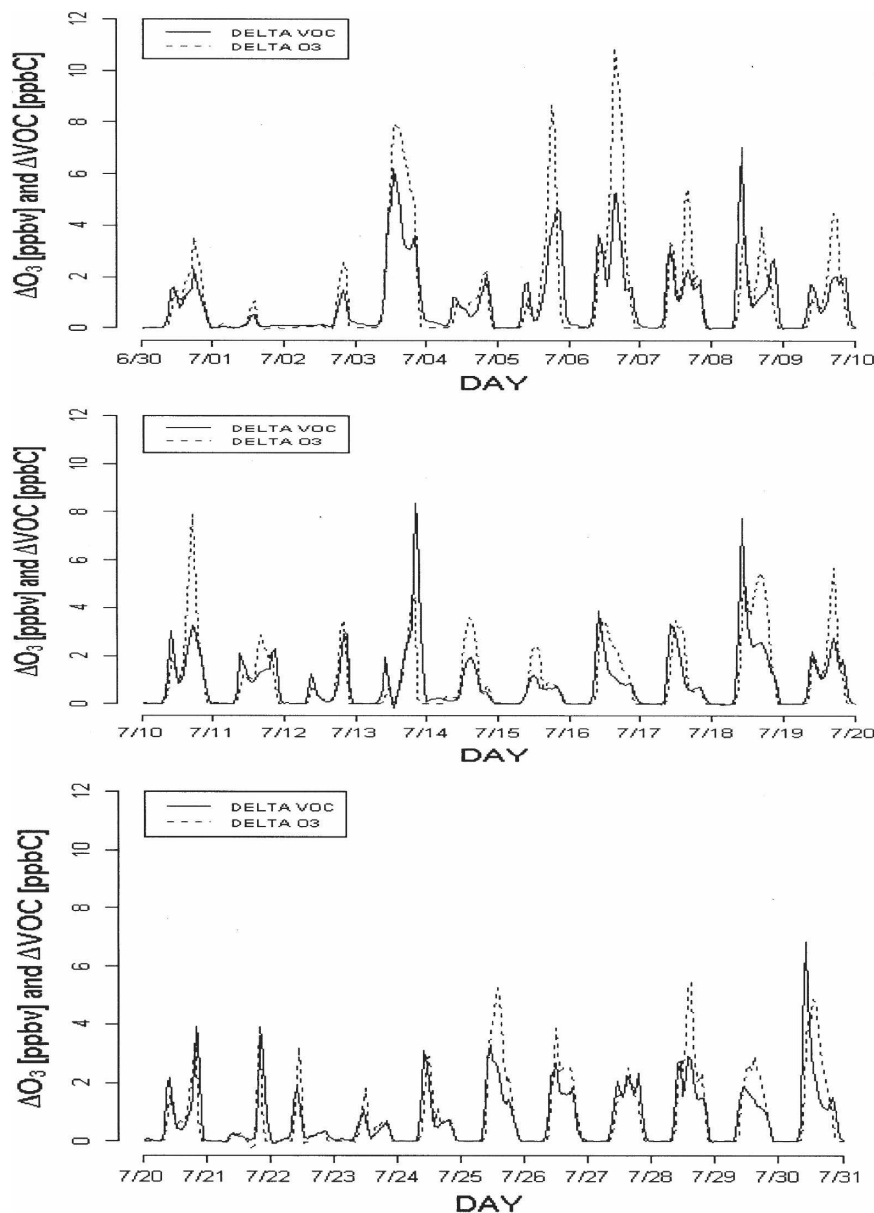 ΔO₃ [ppbv] and ΔVOC [ppbC]
12
10
8
6
4
2
0
DELTA VOC
DELTA O3
6/30 7/01 7/02 7/03 7/04 7/05 7/06 7/07 7/08 7/09 7/10
DAY
ΔO₃ [ppbv] and ΔVOC [ppbC]
12
10
8
6
4
2
0
DELTA VOC
DELTA O3
7/10 7/11 7/12 7/13 7/14 7/15 7/16 7/17 7/18 7/19 7/20
DAY
ΔO₃ [ppbv] and ΔVOC [ppbC]
12
10
8
6
4
2
0
DELTA VOC
DELTA O3
7/20 7/21 7/22 7/23 7/24 7/25 7/26 7/27 7/28 7/29 7/30 7/31
DAY